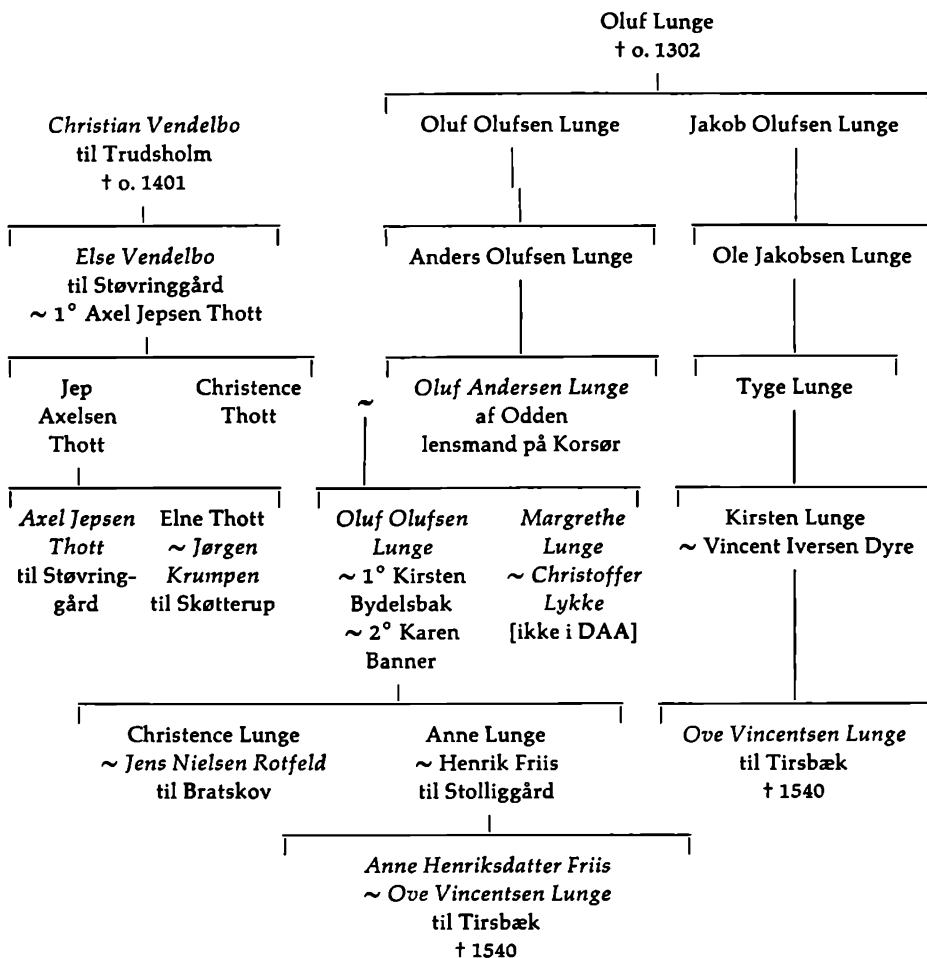 Oluf Lunge
† o. 1302
Christian Vendelbo
til Trudsholm
† o. 1401
Oluf Olufsen Lunge
Jakob Olufsen Lunge
Else Vendelbo
til Støvringgård
~ 1° Axel Jepsen Thott
Anders Olufsen Lunge
Ole Jakobsen Lunge
Jep
Axelsen
Thott
Christence
Thott
~
Oluf Andersen Lunge
af Odden
lensmand på Korsør
Tyge Lunge
Axel Jepsen
Thott
til Støvring-
gård
Elne Thott
~ Jørgen
Krumpen
til Skøtterup
Oluf Olufsen
Lunge
~ 1° Kirsten
Bydelsbak
~ 2° Karen
Banner
Margrethe
Lunge
~ Christoffer
Lykke
[ikke i DAA]
Kirsten Lunge
~ Vincent Iversen Dyre
Christence Lunge
~ Jens Nielsen Rotfeld
til Bratskov
Anne Lunge
~ Henrik Friis
til Stolliggård
Ove Vincentsen Lunge
til Tirsbæk
† 1540
Anne Henriksdatter Friis
~ Ove Vincentsen Lunge
til Tirsbæk
† 1540